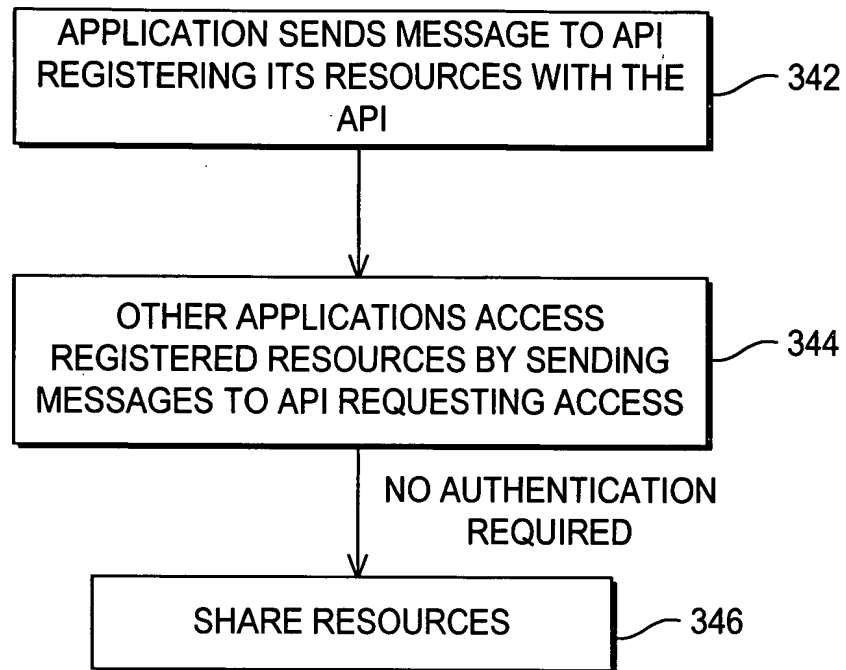 APPLICATION SENDS MESSAGE TO API
REGISTERING ITS RESOURCES WITH THE
API
342
OTHER APPLICATIONS ACCESS
REGISTERED RESOURCES BY SENDING
MESSAGES TO API REQUESTING ACCESS
344
NO AUTHENTICATION
REQUIRED
SHARE RESOURCES
346